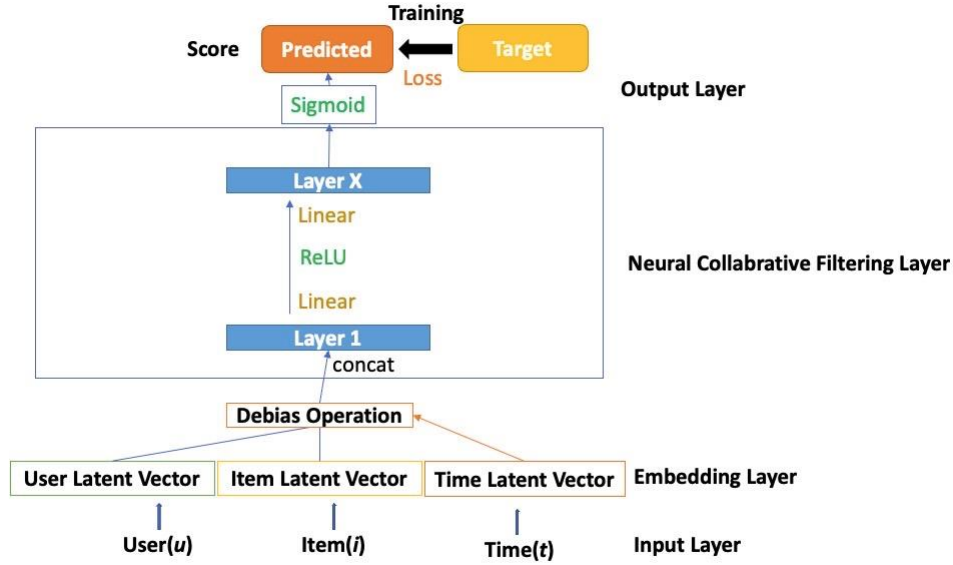 Training
Score
Predicted
Target
Loss
Output Layer
Sigmoid
Layer X
Linear
ReLU
Neural Collabrative Filtering Layer
Linear
Layer 1
concat
Debias Operation
User Latent Vector
Item Latent Vector
Time Latent Vector
Embedding Layer
User(u)
Item(i)
Time(t)
Input Layer